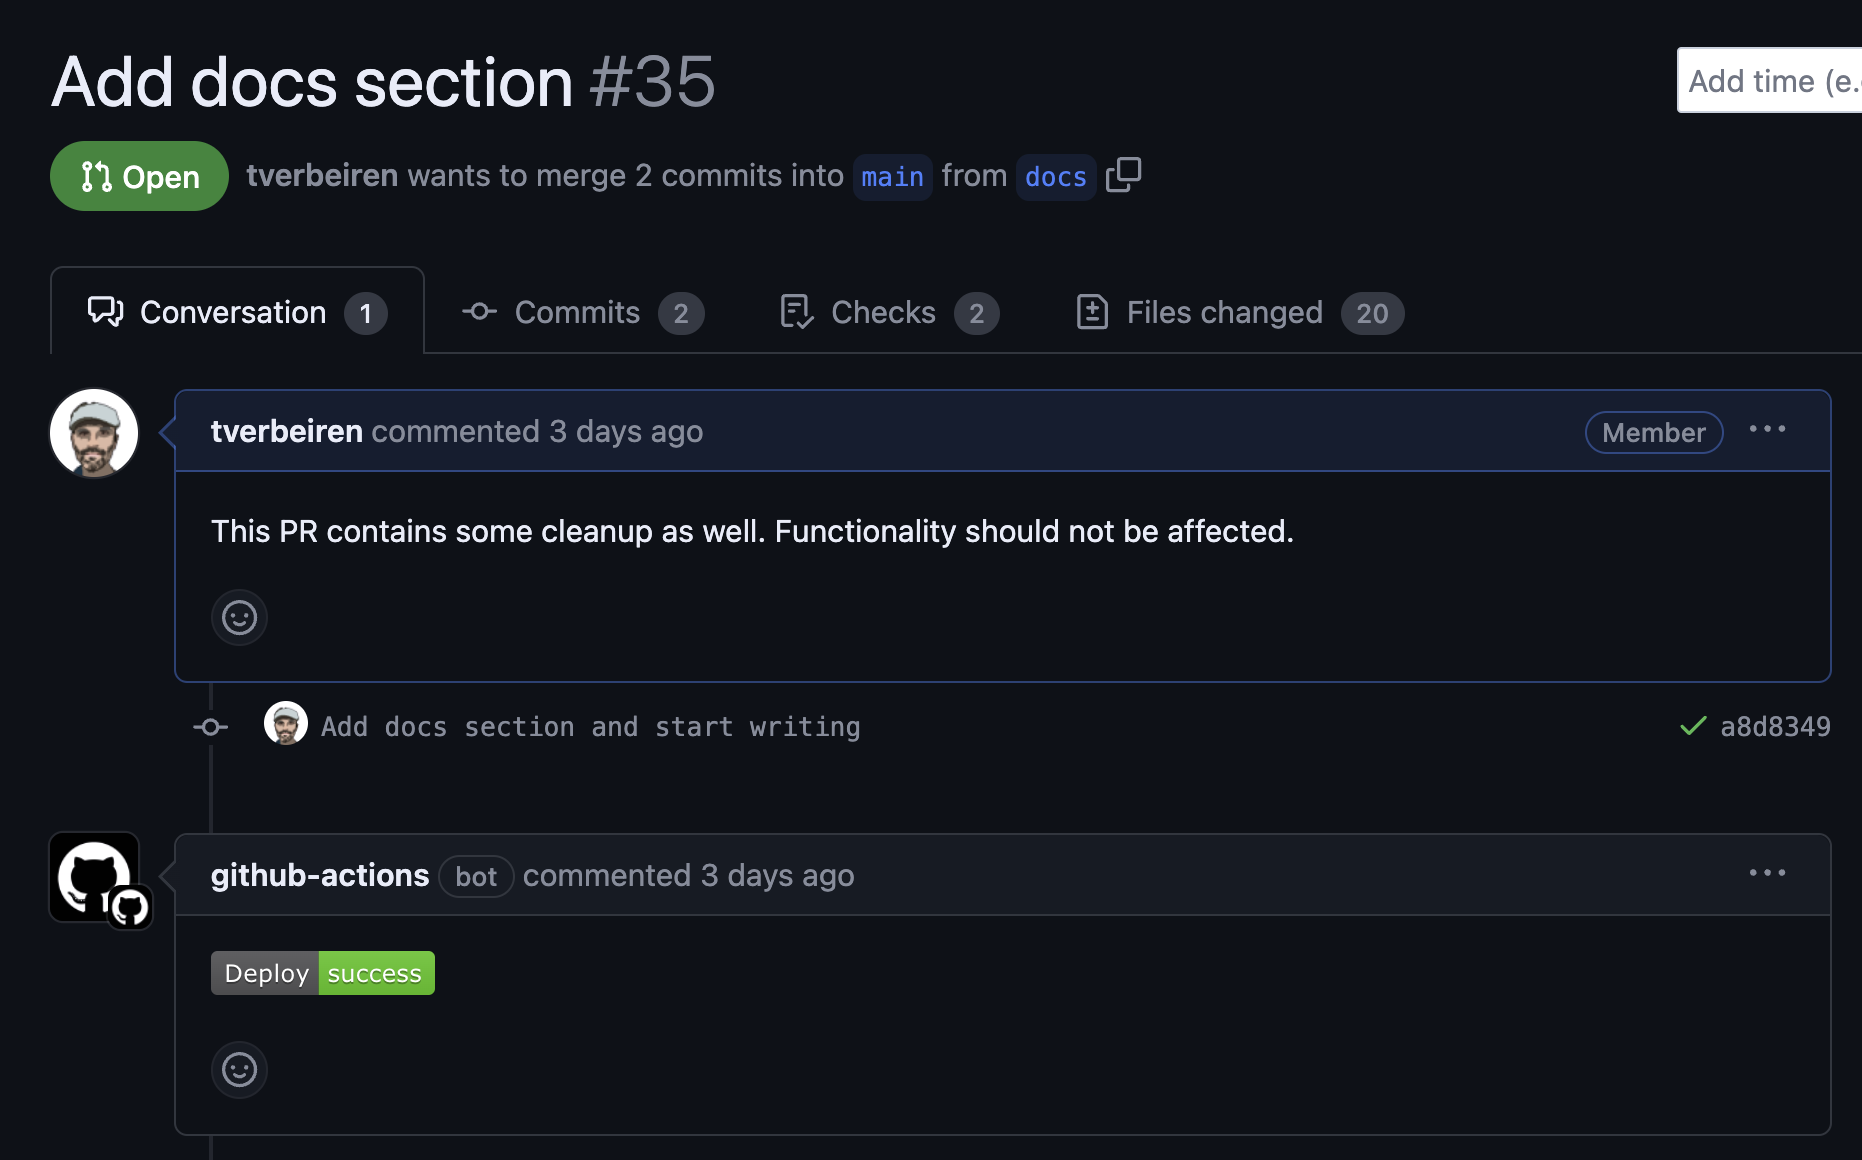 Add docs section #35
Add time (e.
Open
tverbeiren wants to merge 2 commits into main from docs
Conversation 1
Commits 2
Checks 2
Files changed 20
tverbeiren commented 3 days ago
Member
This PR contains some cleanup as well. Functionality should not be affected.
Add docs section and start writing
a8d8349
github-actions bot commented 3 days ago
Deploy success